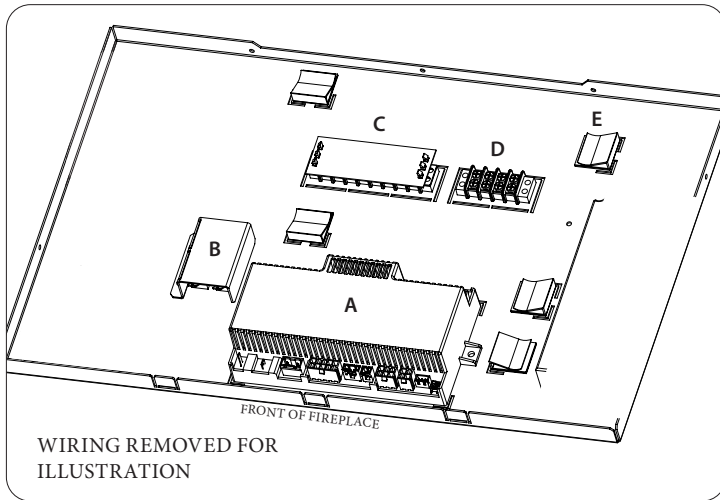 C
E
D
B
A
FRONT OF FIREPLACE
WIRING REMOVED FOR
ILLUSTRATION